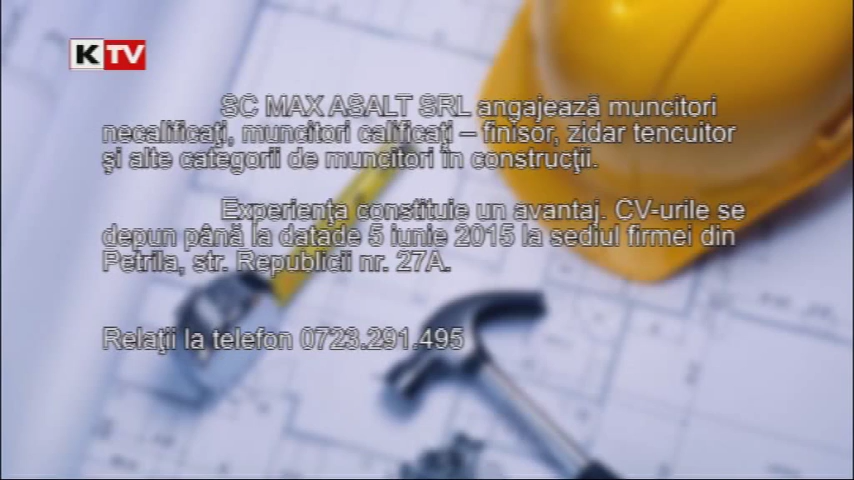 KTV
SC MAX ASALT SRL angajează muncitori
necalificaţi, muncitori calificaţi – finisor, zidar tencuitor
şi alte categorii de muncitori în construcţii.
Experienţa constituie un avantaj. CV-urile se
depun până la datade 5 iunie 2015 la sediul firmei din
Petrila, str. Republicii nr. 27A.
Relaţii la telefon 0723.291.495